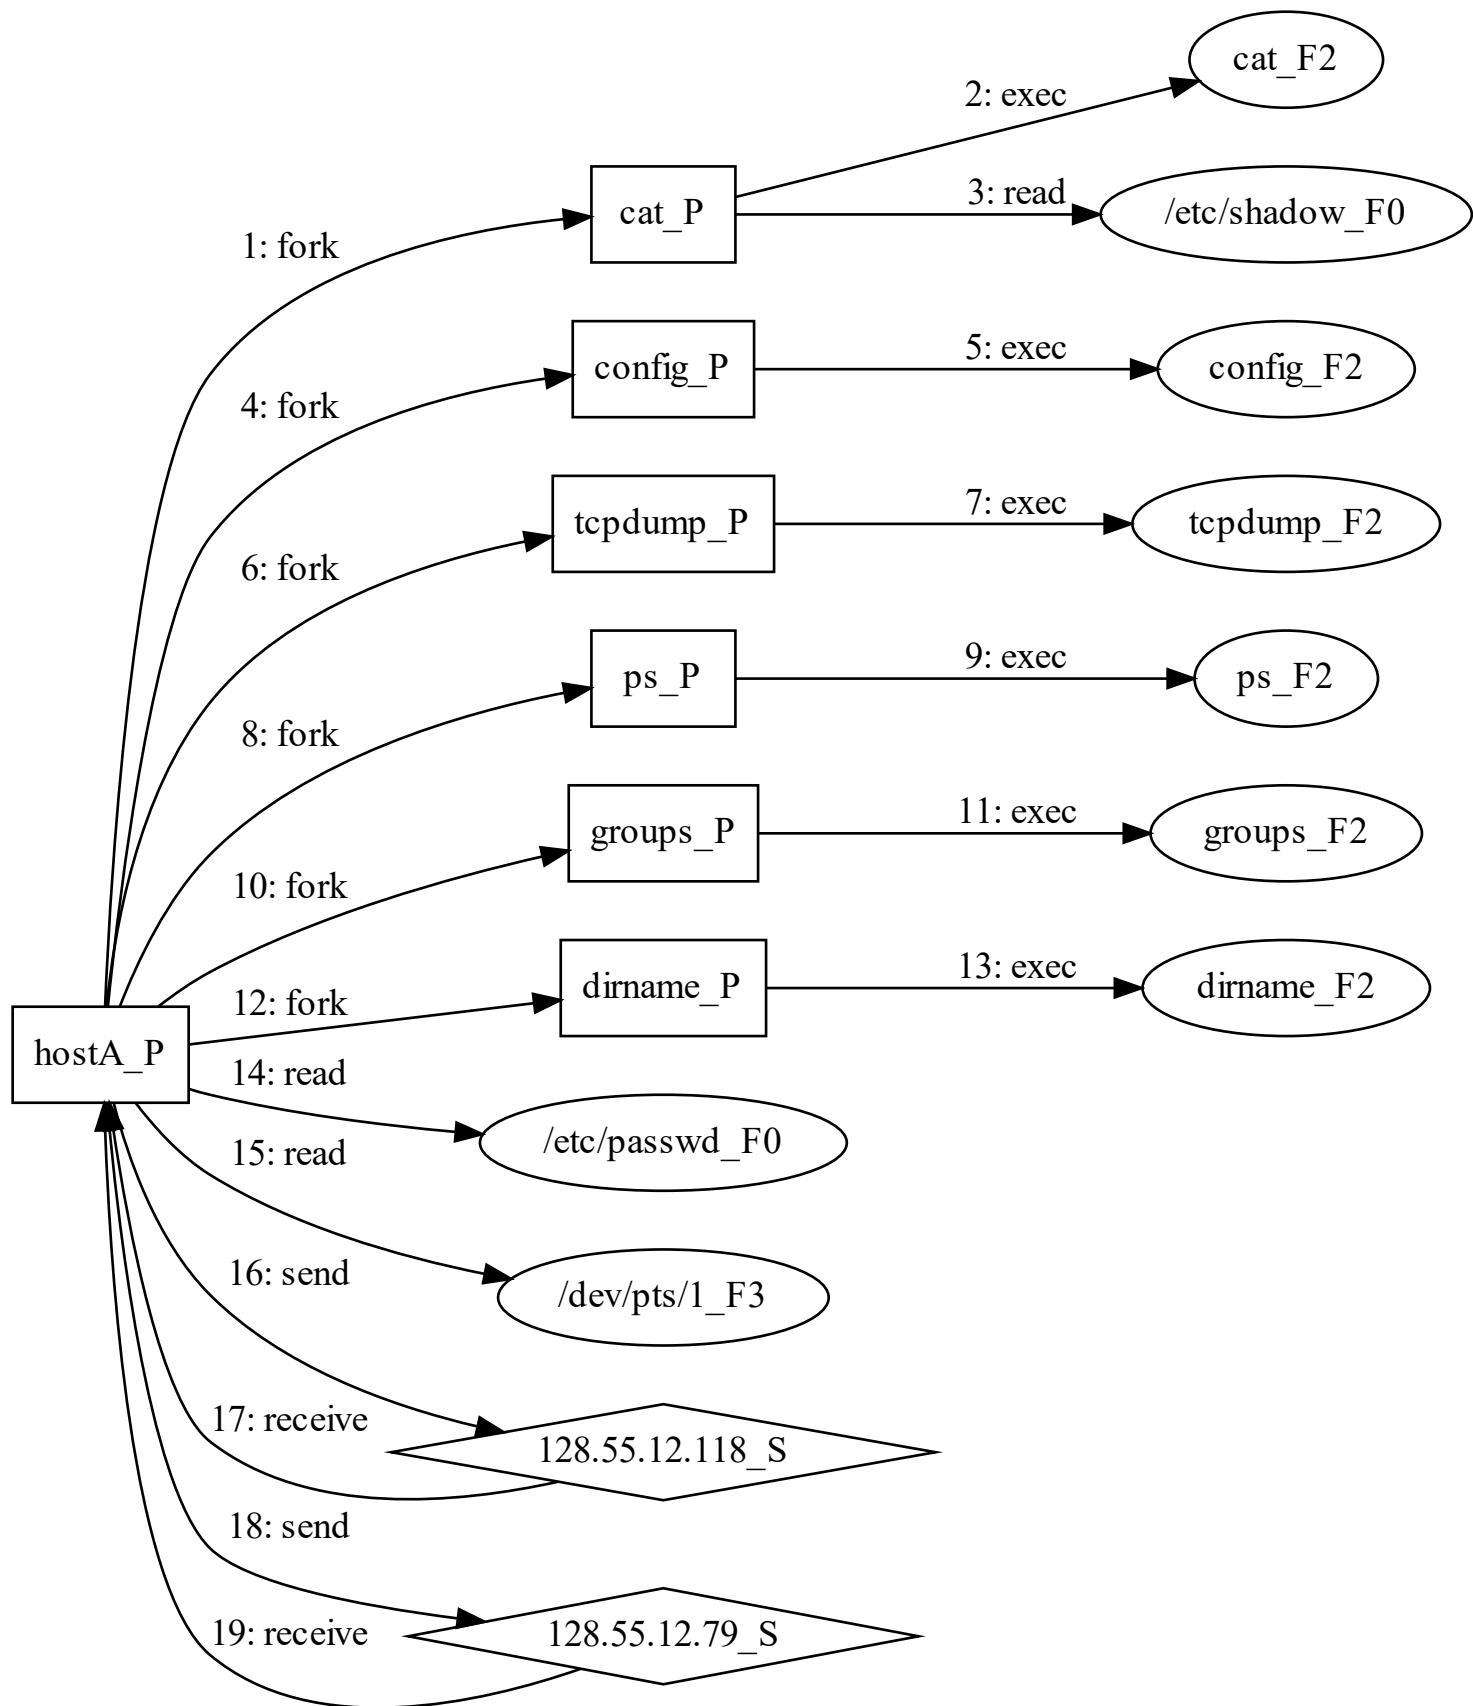 cat_F2
2: exec
cat_P
3: read
/etc/shadow_F0
1: fork
config_P
5: exec
config_F2
4: fork
tcpdump_P
7: exec
tcpdump_F2
6: fork
ps_P
9: exec
ps_F2
8: fork
groups_P
11: exec
groups_F2
10: fork
dirname_P
13: exec
dirname_F2
12: fork
hostA_P
14: read
/etc/passwd_F0
15: read
/dev/pts/1_F3
16: send
17: receive
128.55.12.118_S
18: send
19: receive
128.55.12.79_S